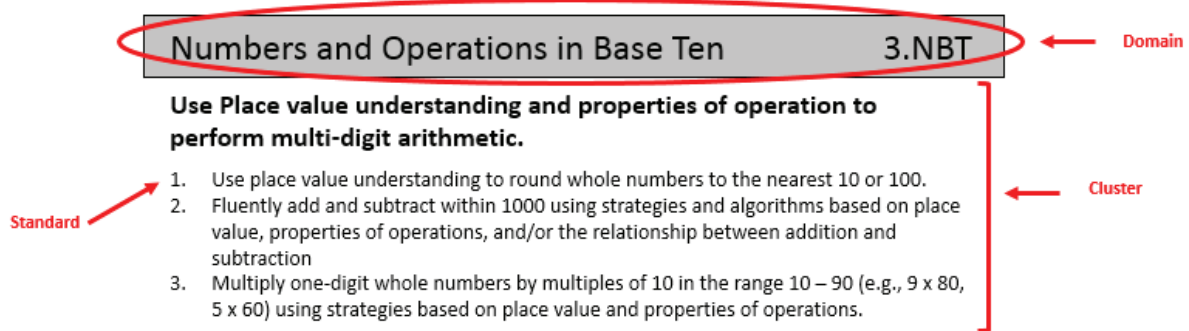 Numbers and Operations in Base Ten 3.NBT
Domain
Use Place value understanding and properties of operation to
perform multi-digit arithmetic.
1. Use place value understanding to round whole numbers to the nearest 10 or 100.
Cluster
2. Fluently add and subtract within 1000 using strategies and algorithms based on place
Standard
value, properties of operations, and/or the relationship between addition and
subtraction
3. Multiply one-digit whole numbers by multiples of 10 in the range 10 – 90 (e.g., 9 x 80,
5 x 60) using strategies based on place value and properties of operations.